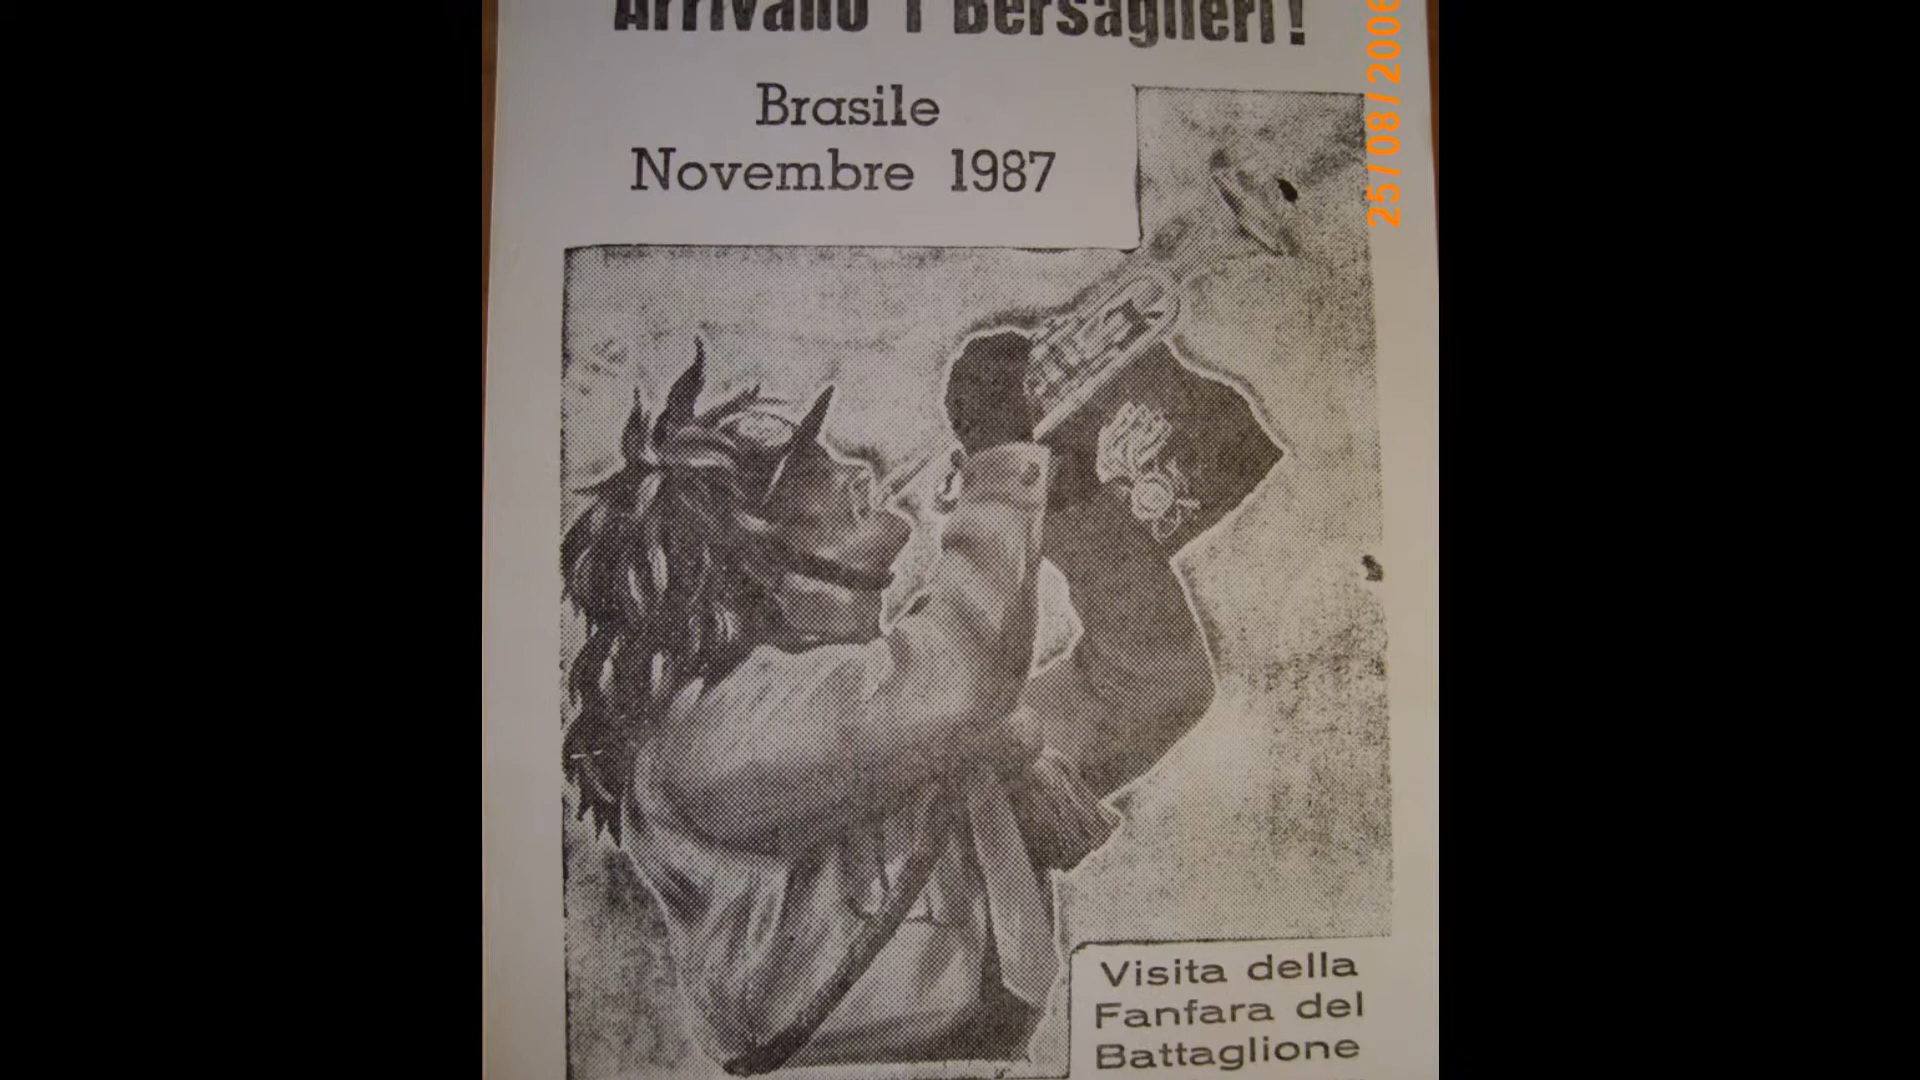 Arrivano i Bersaglieri!
Brasile
Novembre 1987
25/08/2006
Visita della
Fanfara del
Battaglione